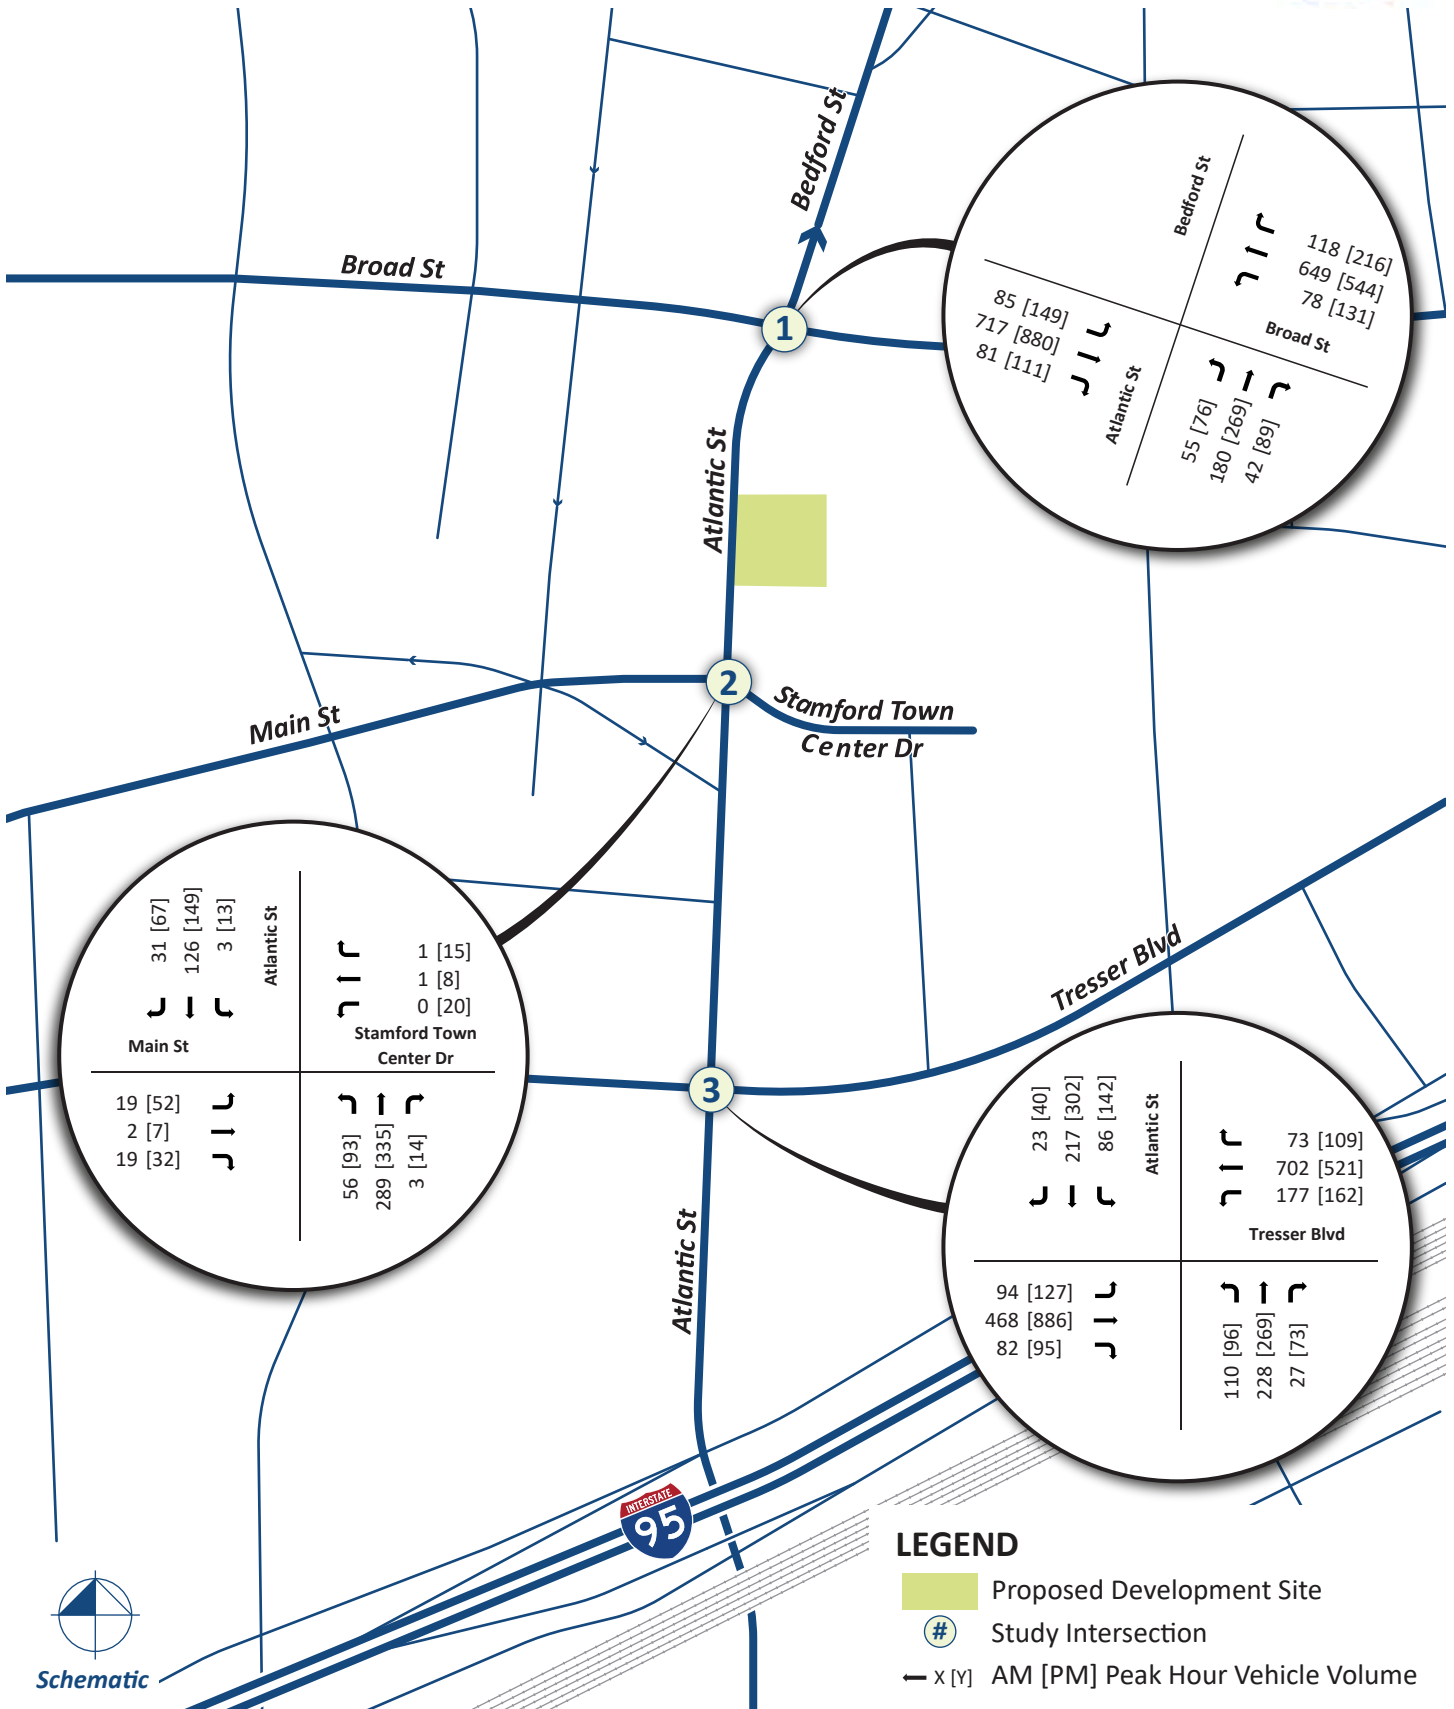 Bedford St
Broad St
1
Atlantic St
2
Stamford Town
Center Dr
Main St
Tresser Blvd
3
Atlantic St
INTERSTATE
95
Bedford St
118 [216]
649 [544]
78 [131]
Broad St
85 [149]
717 [880]
81 [111]
Atlantic St
55 [76]
180 [269]
42 [89]
31 [67]
126 [149]
3 [13]
Atlantic St
1 [15]
1 [8]
0 [20]
Stamford Town
Center Dr
Main St
19 [52]
2 [7]
19 [32]
56 [93]
289 [335]
3 [14]
23 [40]
217 [302]
86 [142]
Atlantic St
73 [109]
702 [521]
177 [162]
Tresser Blvd
94 [127]
468 [886]
82 [95]
110 [96]
228 [269]
27 [73]
LEGEND
Proposed Development Site
# Study Intersection
X [Y] AM [PM] Peak Hour Vehicle Volume
Schematic